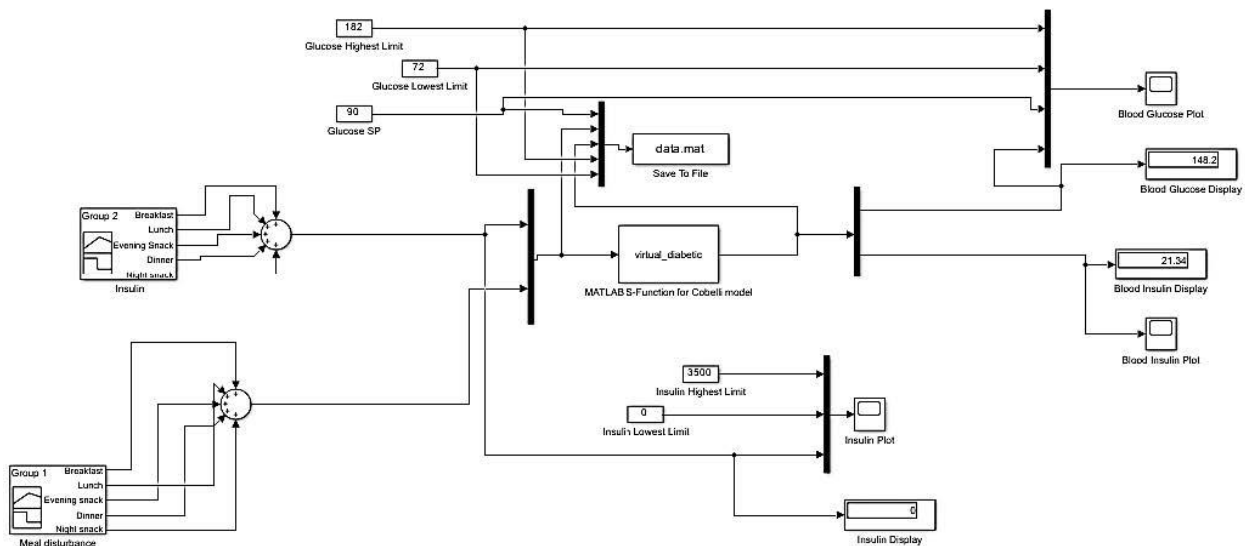 182
Glucose Highest Limit
72
Glucose Lowest Limit
90
Glucose SP
data.mat
Save To File
Blood Glucose Plot
148.2
Blood Glucose Display
Group 2
Breakfast
Lunch
Evening Snack
Dinner
Night snack
Insulin
virtual_diabetic
MATLAB S-Function for Cobelli model
21.34
Blood Insulin Display
Blood Insulin Plot
3500
Insulin Highest Limit
0
Insulin Lowest Limit
Insulin Plot
Group 1
Breakfast
Lunch
Evening snack
Dinner
Night snack
Meal disturbance
0
Insulin Display